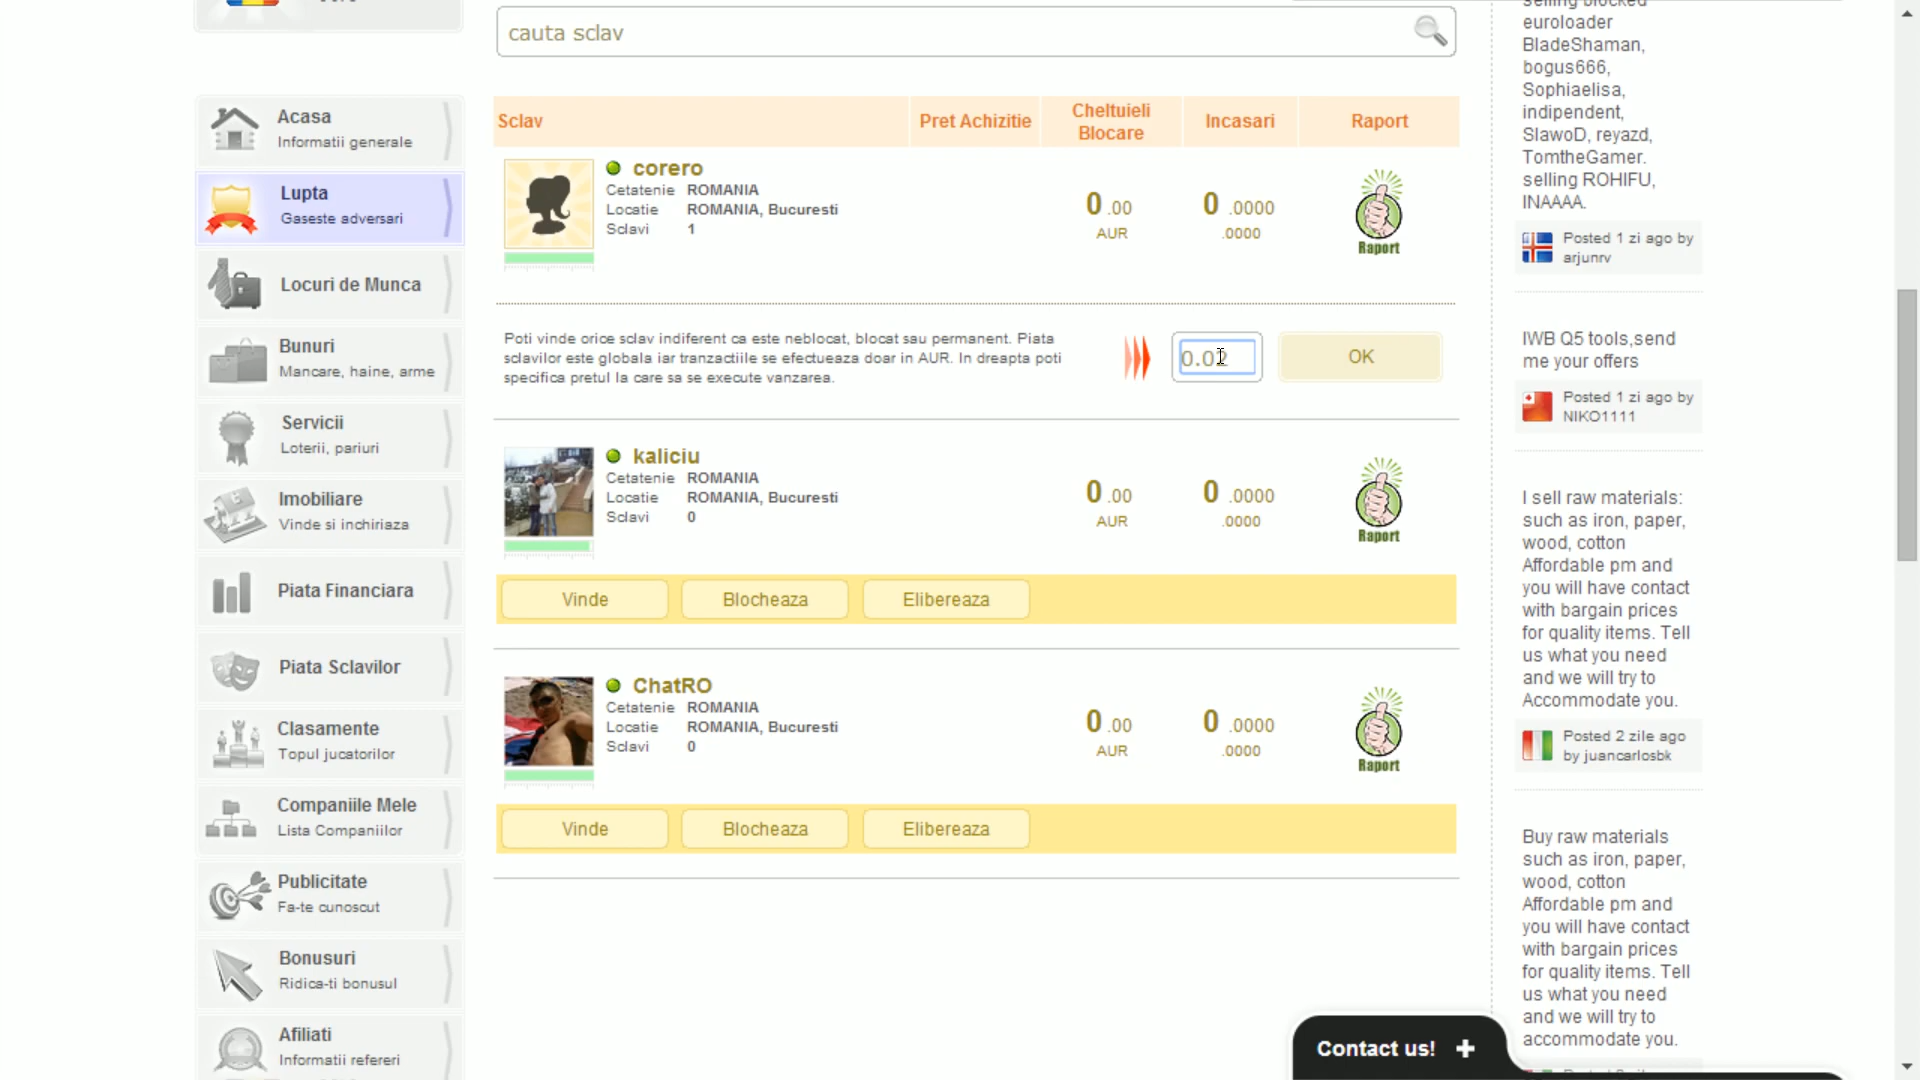 cauta sclav
Acasa
Informatii generale
Lupta
Gaseste adversari
Locuri de Munca
Bunuri
Mancare, haine, arme
Servicii
Loterii, pariuri
Imobiliare
Vinde si inchiriaza
Piata Financiara
Piata Sclavilor
Clasamente
Topul jucatorilor
Companiile Mele
Lista Companiilor
Publicitate
Fa-te cunoscut
Bonusuri
Ridica-ti bonusul
Afiliati
Informatii refereri
Sclav Pret Achizitie Cheltuieli Blocare Incasari Raport
corero
Cetatenie ROMANIA
Locatie ROMANIA, Bucuresti
Sclavi 1
0 .00
AUR
0 .0000
.0000
Raport
Poti vinde orice sclav indiferent ca este neblocat, blocat sau permanent. Piata
sclavilor este globala iar tranzactiile se efectueaza doar in AUR. In dreapta poti
specifica pretul la care sa se execute vanzarea.
0.02
OK
kaliciu
Cetatenie ROMANIA
Locatie ROMANIA, Bucuresti
Sclavi 0
0 .00
AUR
0 .0000
.0000
Raport
Vinde Blocheaza Elibereaza
ChatRO
Cetatenie ROMANIA
Locatie ROMANIA, Bucuresti
Sclavi 0
0 .00
AUR
0 .0000
.0000
Raport
Vinde Blocheaza Elibereaza
selling blocked
euroloader
BladeShaman,
bogus666,
Sophiaelisa,
indipendent,
SlawoD, reyazd,
TomtheGamer.
selling ROHIFU,
INAAAA.
Posted 1 zi ago by
arjunrv
IWB Q5 tools,send
me your offers
Posted 1 zi ago by
NIKO1111
I sell raw materials:
such as iron, paper,
wood, cotton
Affordable pm and
you will have contact
with bargain prices
for quality items. Tell
us what you need
and we will try to
Accommodate you.
Posted 2 zile ago
by juancarlosbk
Buy raw materials
such as iron, paper,
wood, cotton
Affordable pm and
you will have contact
with bargain prices
for quality items. Tell
us what you need
and we will try to
accommodate you.
Contact us! +